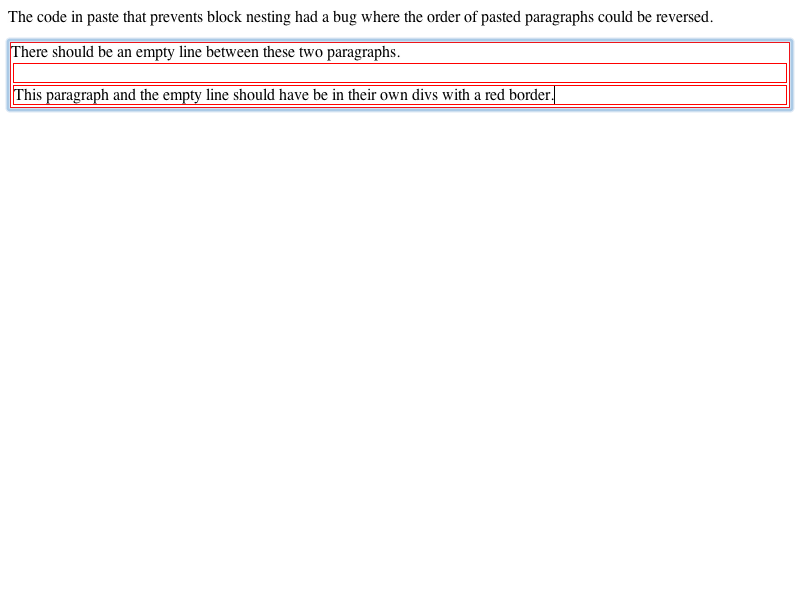 The code in paste that prevents block nesting had a bug where the order of pasted paragraphs could be reversed.
There should be an empty line between these two paragraphs.
This paragraph and the empty line should have be in their own divs with a red border.